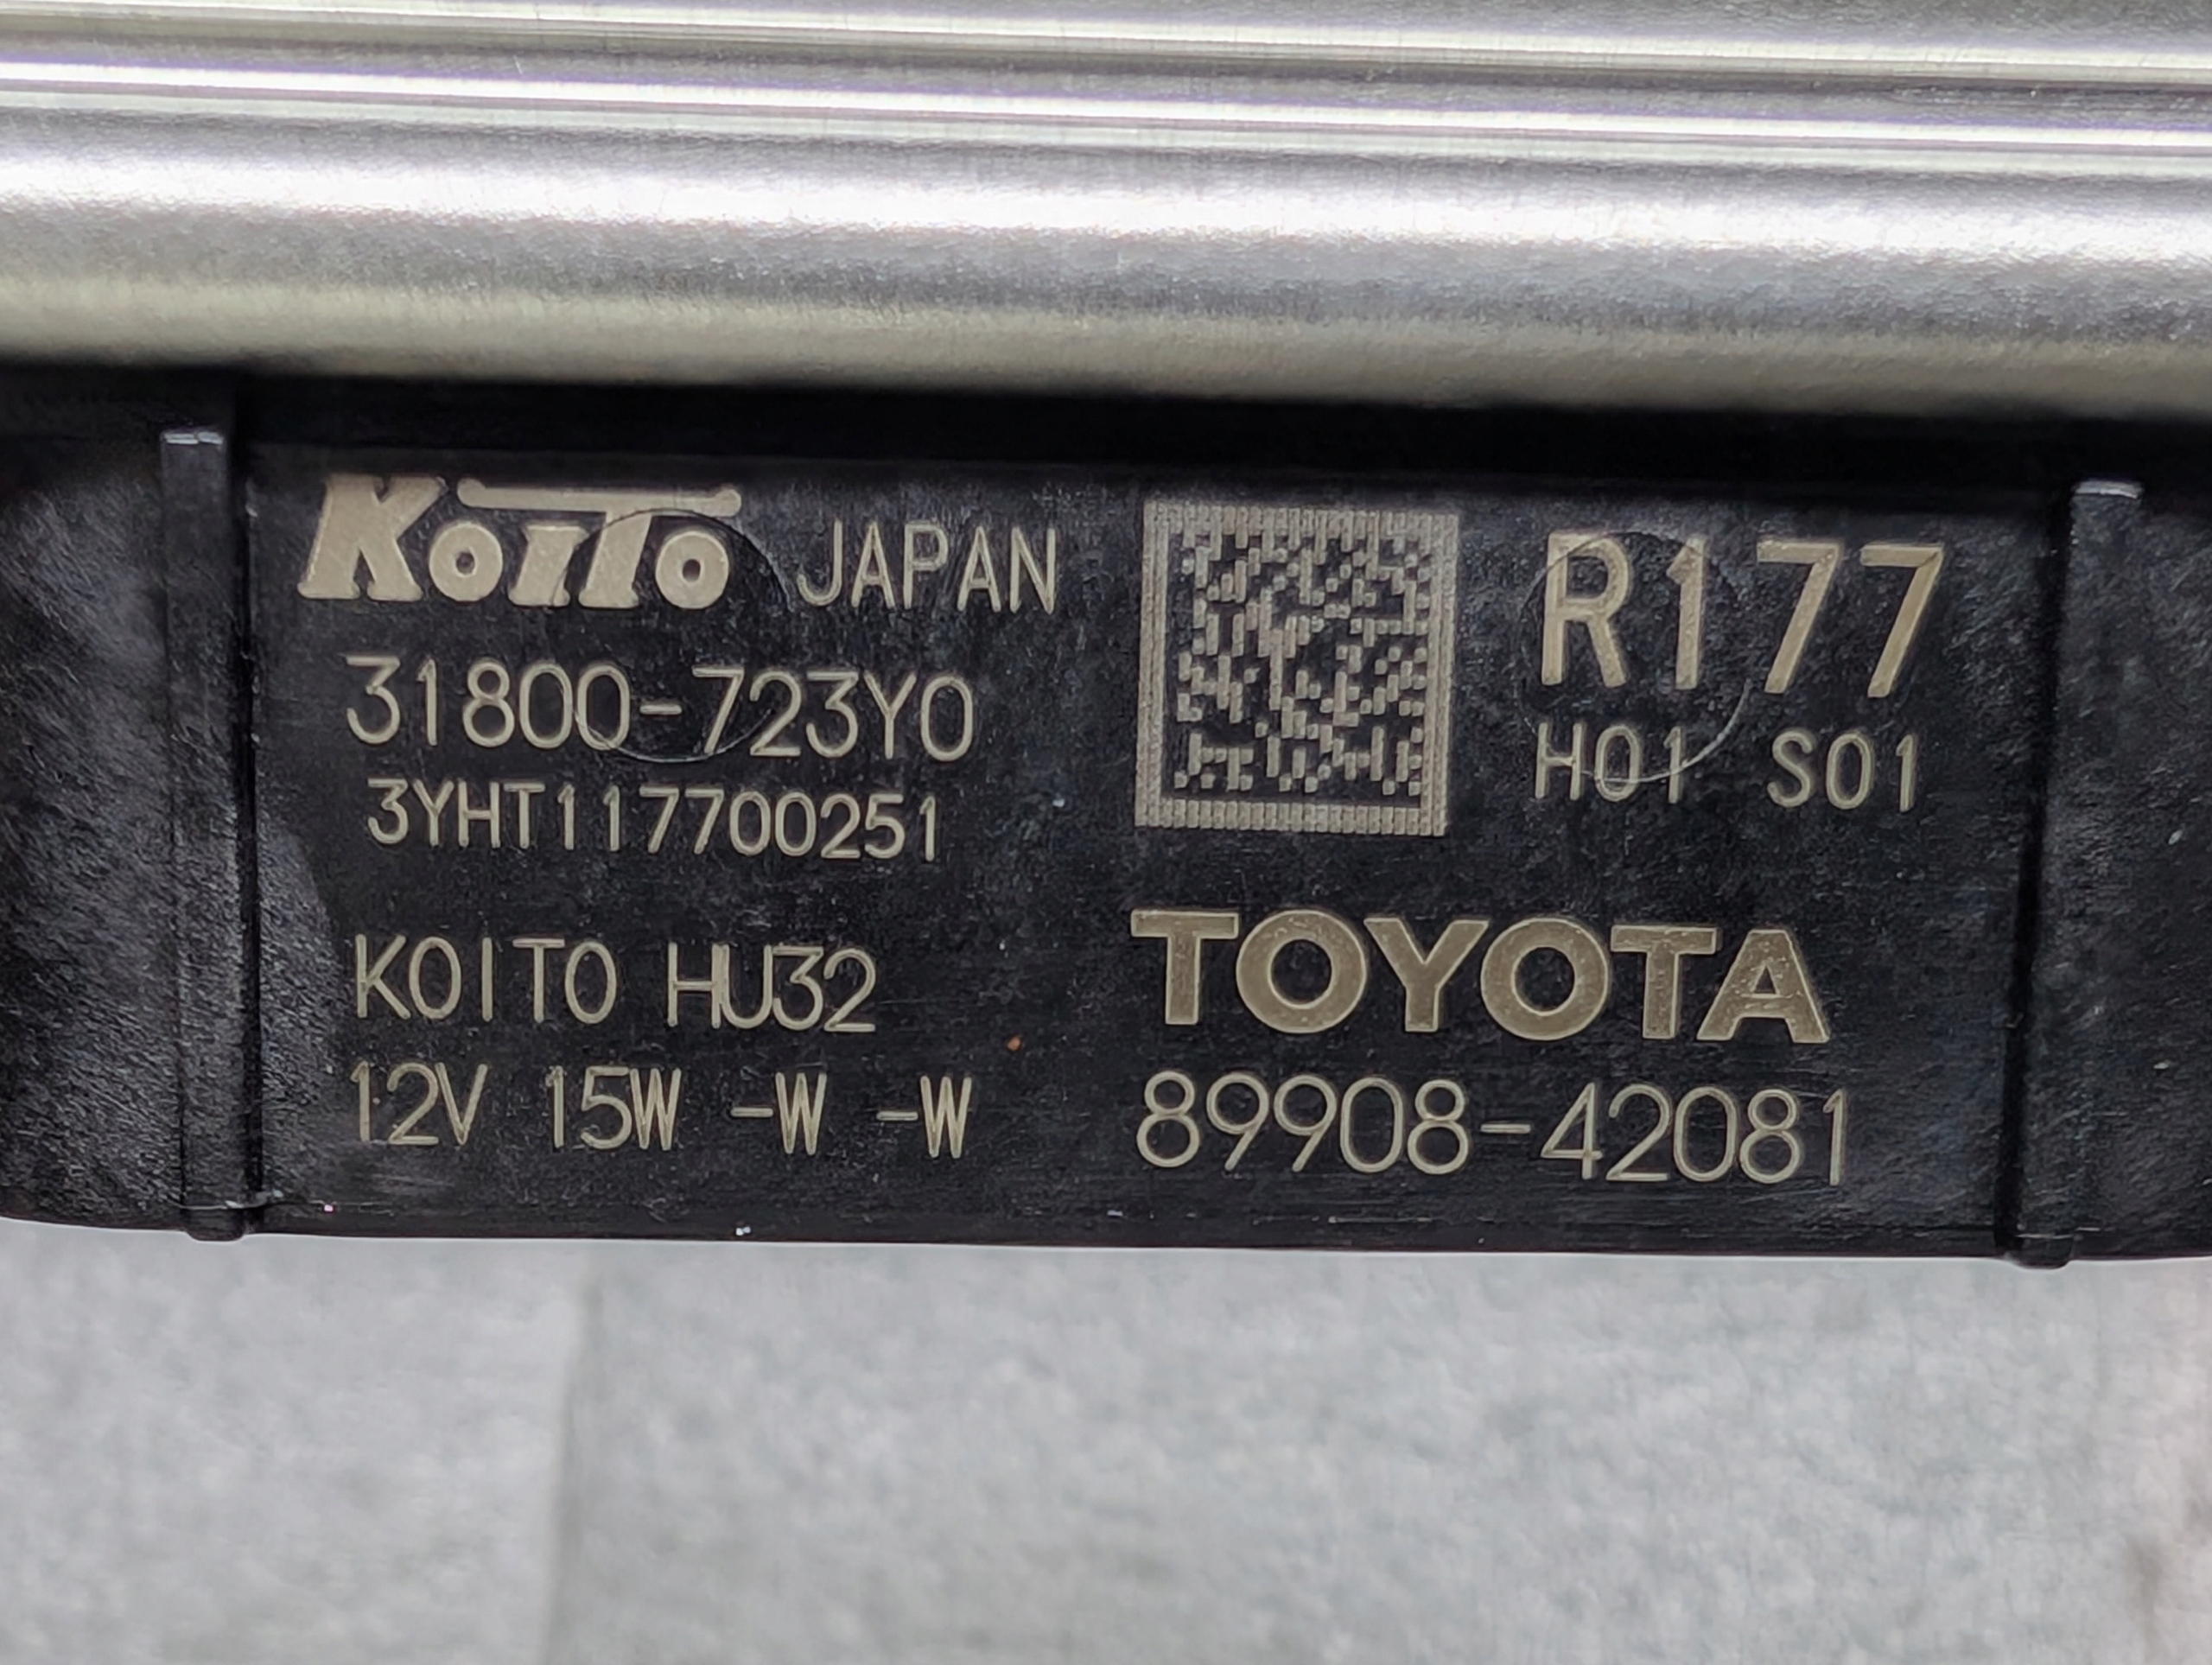 KOITO JAPAN
31800-723Y0
3YHT117700251
KOITO HU32
12V 15W -W -W
R177
H01 S01
TOYOTA
89908-42081